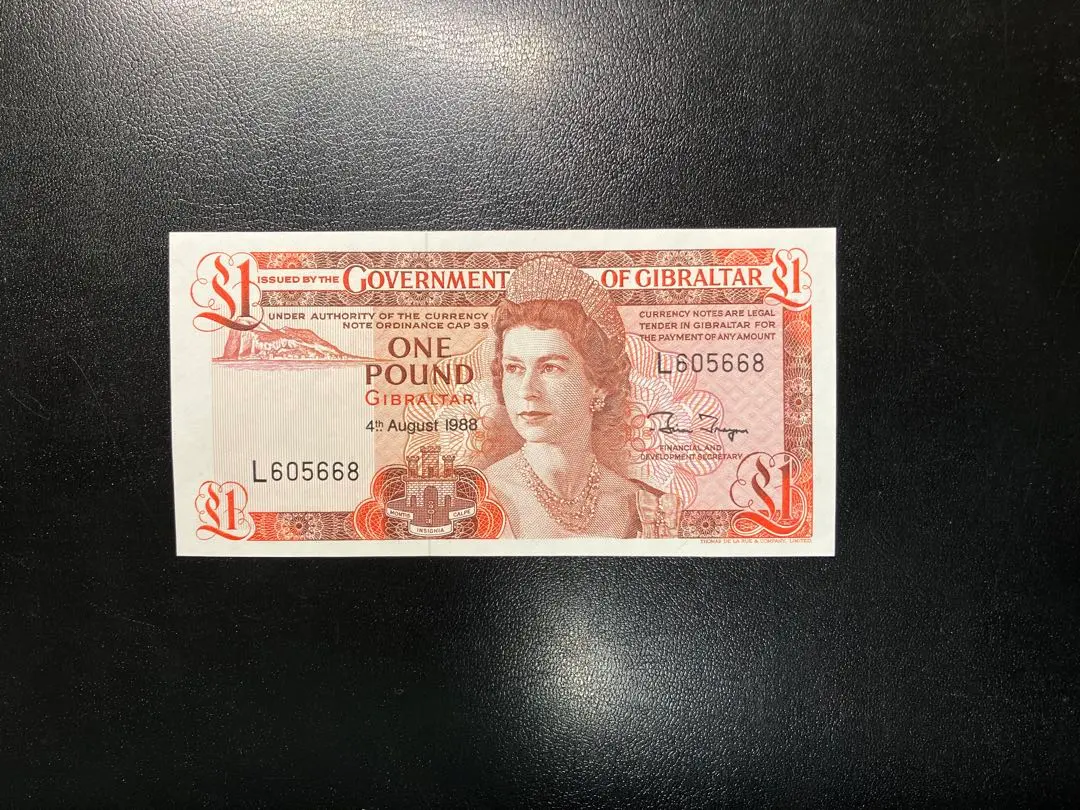 £1 ISSUED BY THE GOVERNMENT OF GIBRALTAR £1
UNDER AUTHORITY OF THE CURRENCY
NOTE ORDINANCE CAP 39
CURRENCY NOTES ARE LEGAL
TENDER IN GIBRALTAR FOR
THE PAYMENT OF ANY AMOUNT
ONE
POUND
GIBRALTAR
4th August 1988
L605668
L605668
FINANCIAL AND
DEVELOPMENT SECRETARY
£1
MONTIS INSIGNIA CALPE
£1
THOMAS DE LA RUE & COMPANY, LIMITED.